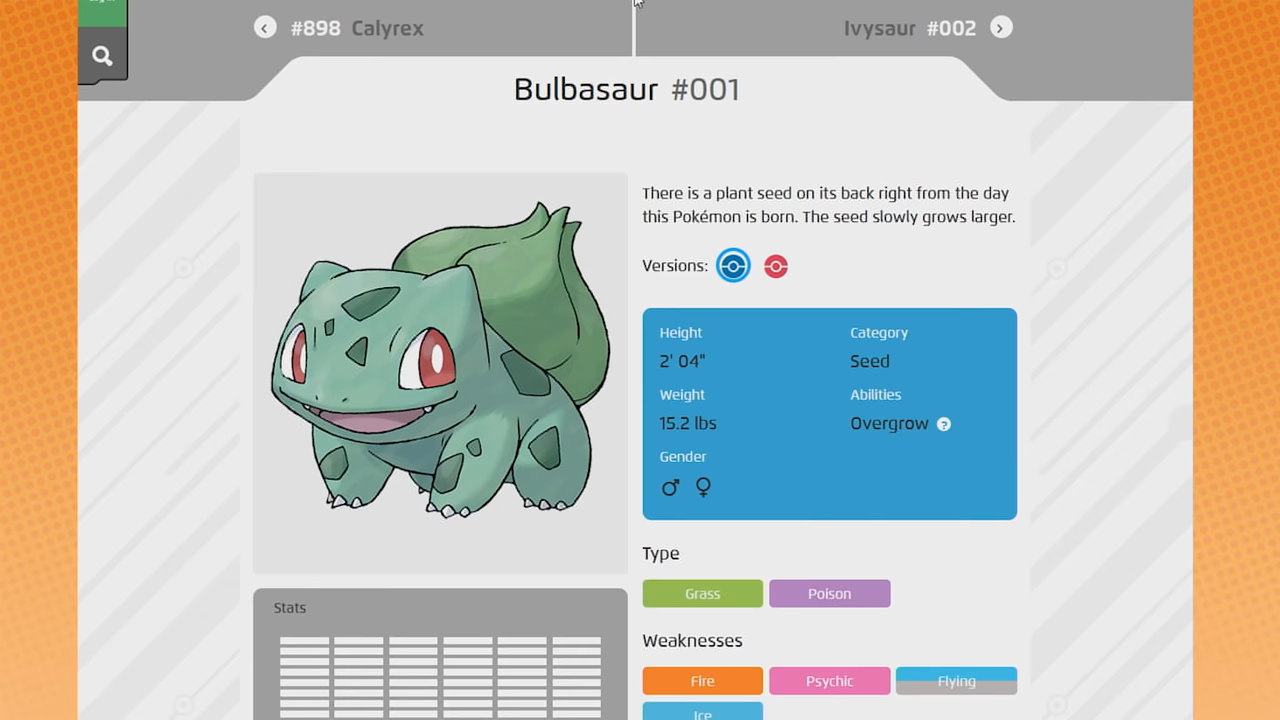 #898 Calyrex
Ivysaur #002
Bulbasaur #001
There is a plant seed on its back right from the day
this Pokémon is born. The seed slowly grows larger.
Versions:
Height
2' 04"
Category
Seed
Weight
15.2 lbs
Abilities
Overgrow ?
Gender
Type
Grass
Poison
Weaknesses
Fire
Psychic
Flying
Ice
Stats